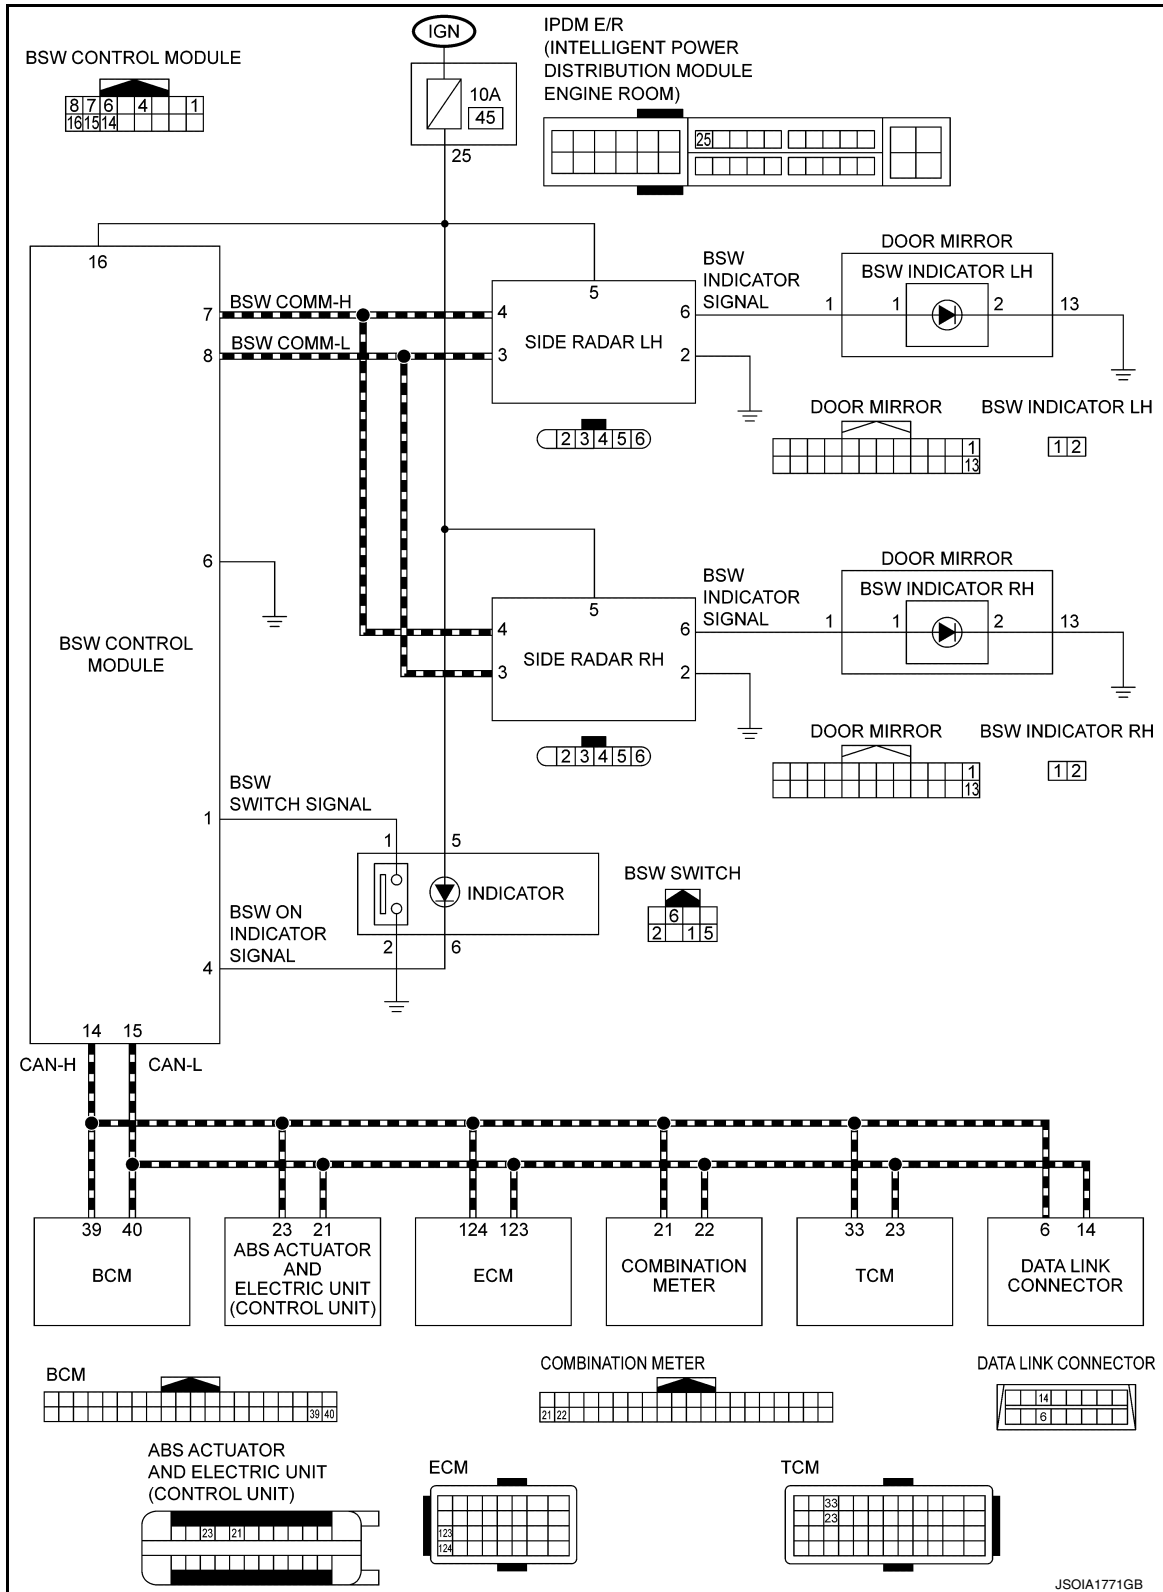 IGN
IPDM E/R
(INTELLIGENT POWER
DISTRIBUTION MODULE
ENGINE ROOM)
BSW CONTROL MODULE
8 7 6 4 1
16 15 14
10A
45
25
25
16
BSW
INDICATOR
SIGNAL
DOOR MIRROR
BSW INDICATOR LH
7
BSW COMM-H
4
5
6
1
1
2
13
8
BSW COMM-L
3
SIDE RADAR LH
2
DOOR MIRROR
BSW INDICATOR LH
2 3 4 5 6
1
13
1 2
6
BSW CONTROL
MODULE
BSW
INDICATOR
SIGNAL
DOOR MIRROR
BSW INDICATOR RH
4
5
6
1
1
2
13
3
SIDE RADAR RH
2
DOOR MIRROR
BSW INDICATOR RH
2 3 4 5 6
1
13
1 2
BSW
SWITCH SIGNAL
1
1
5
INDICATOR
BSW SWITCH
6
2 1 5
BSW ON
INDICATOR
SIGNAL
4
2
6
14 15
CAN-H
CAN-L
39 40
BCM
23 21
ABS ACTUATOR
AND
ELECTRIC UNIT
(CONTROL UNIT)
124 123
ECM
21 22
COMBINATION
METER
33 23
TCM
6 14
DATA LINK
CONNECTOR
BCM
39 40
COMBINATION METER
21 22
DATA LINK CONNECTOR
14
6
ABS ACTUATOR
AND ELECTRIC UNIT
(CONTROL UNIT)
23 21
ECM
123
124
TCM
33
23
JSOIA1771GB